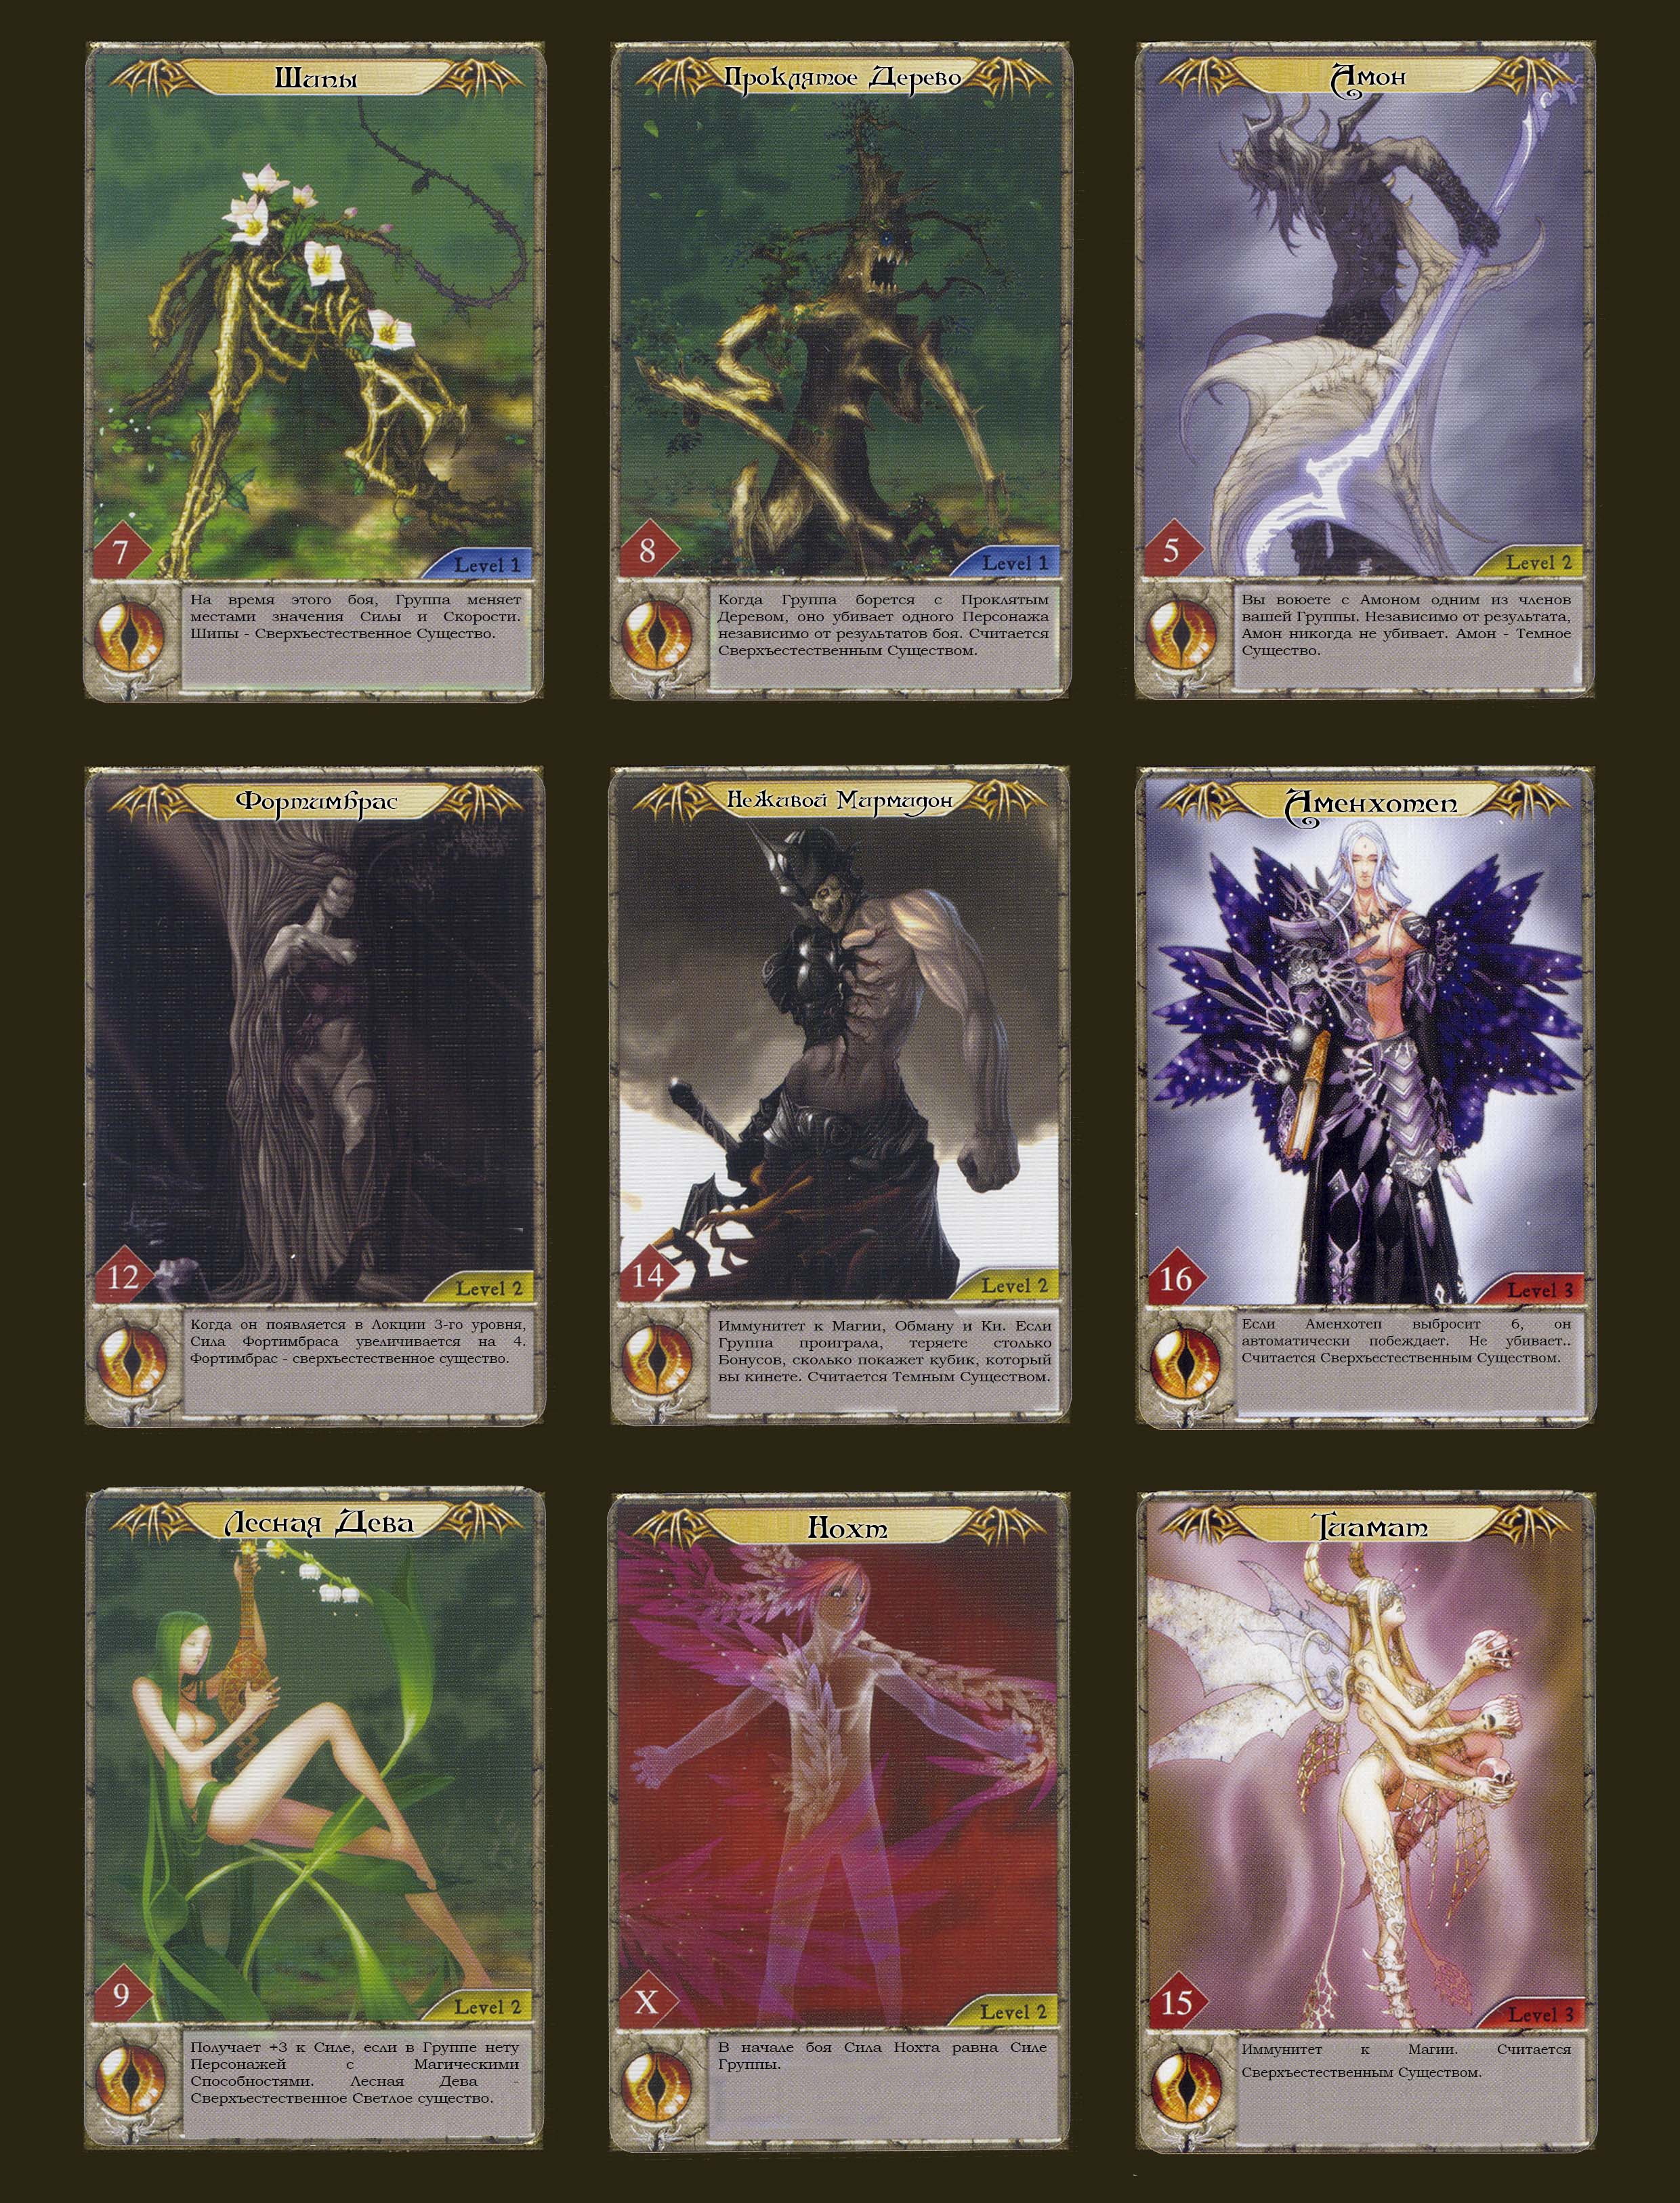 Шипы
7
Level 1
На время этого боя, Группа меняет
местами значения Силы и Скорости.
Шипы - Сверхъестественное Существо.
Проклятое Дерево
8
Level 1
Когда Группа борется с Проклятым
Деревом, оно убивает одного Персонажа
независимо от результатов боя. Считается
Сверхъестественным Существом.
Амон
5
Level 2
Вы воюете с Амоном одним из членов
вашей Группы. Независимо от результата,
Амон никогда не убивает. Амон - Темное
Существо.
Фортимбрас
12
Level 2
Когда он появляется в Локции 3-го уровня,
Сила Фортимбраса увеличивается на 4.
Фортимбрас - сверхъестественное существо.
Неживой Мирмидон
14
Level 2
Иммунитет к Магии, Обману и Ки. Если
Группа проиграла, теряете столько
Бонусов, сколько покажет кубик, который
вы кинете. Считается Темным Существом.
Аменхотеп
16
Level 3
Если Аменхотеп выбросит 6, он
автоматически побеждает. Не убивает..
Считается Сверхъестественным Существом.
Лесная Дева
9
Level 2
Получает +3 к Силе, если в Группе нету
Персонажей с Магическими
Способностями. Лесная Дева -
Сверхъестественное Светлое существо.
Нохт
X
Level 2
В начале боя Сила Нохта равна Силе
Группы.
Тиамат
15
Level 3
Иммунитет к Магии. Считается
Сверхъестественным Существом.